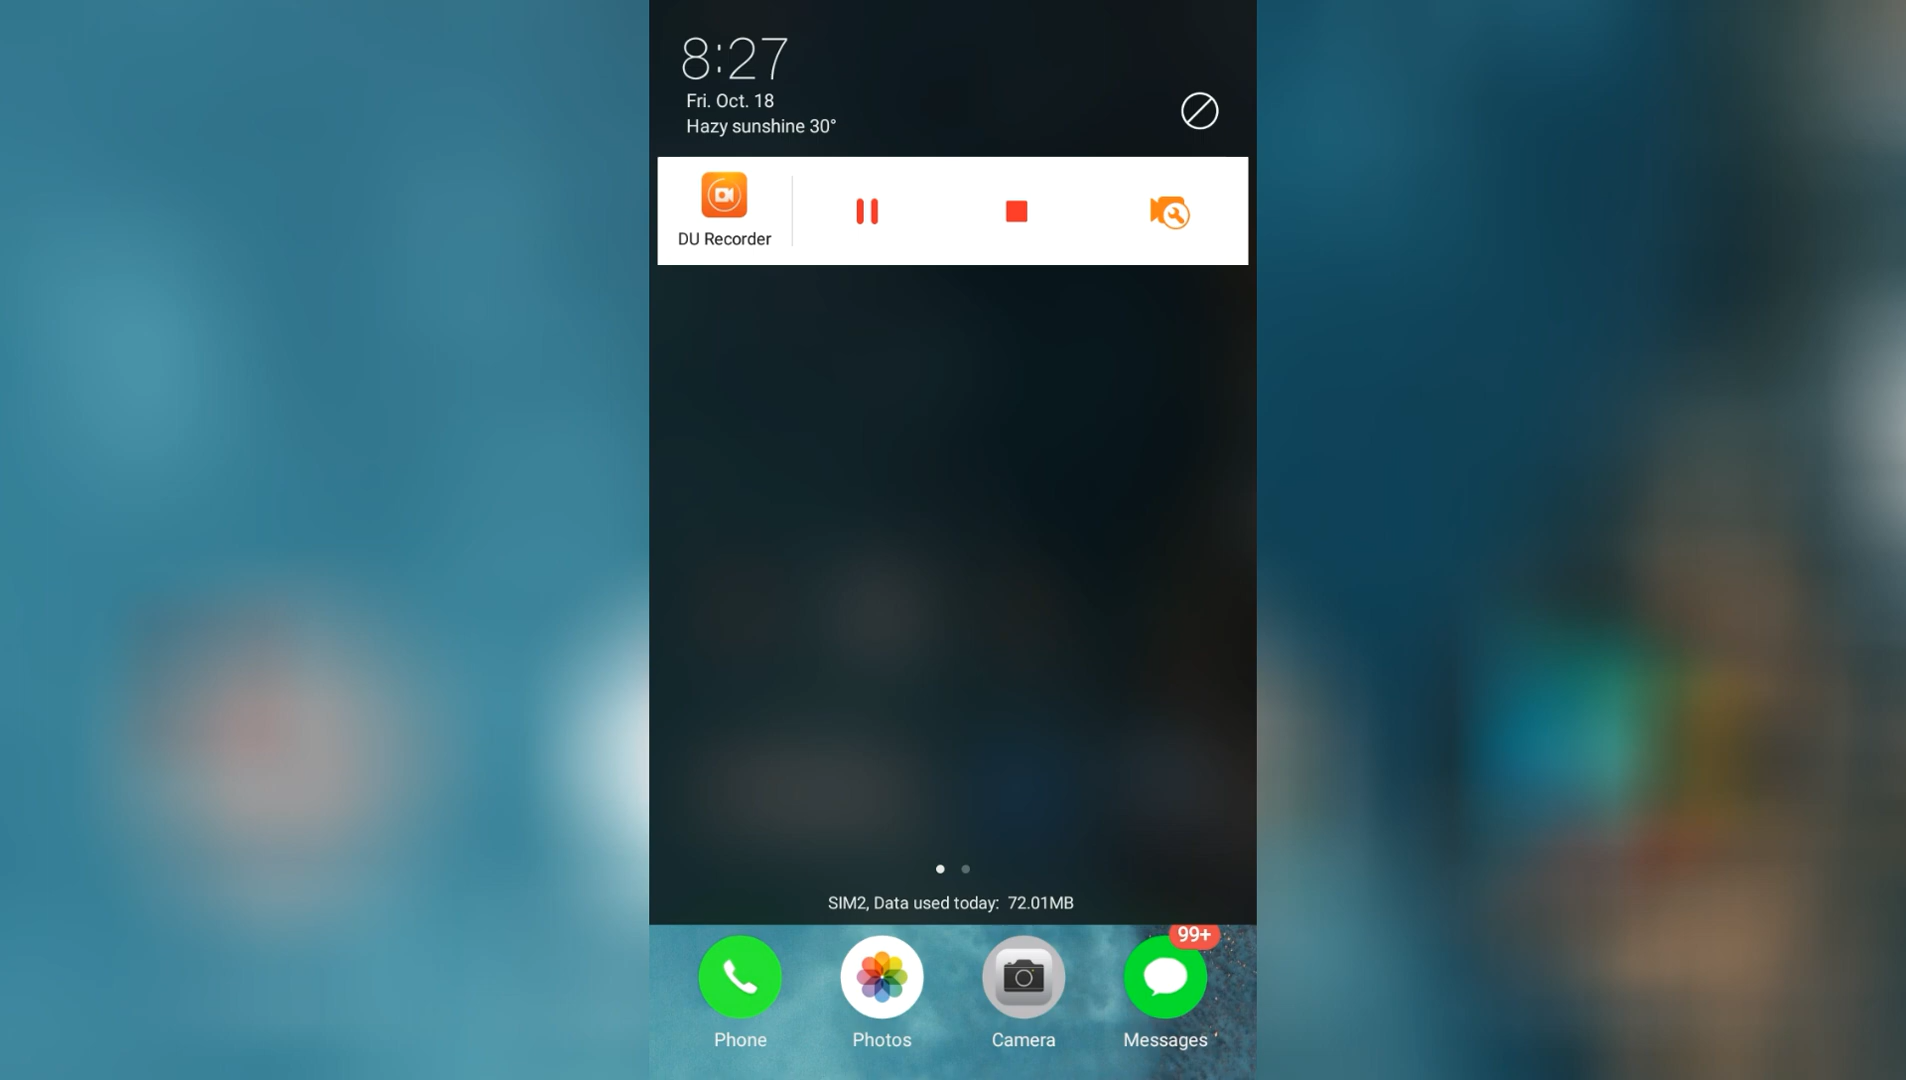 8:27
Fri. Oct. 18
Hazy sunshine 30°
DU Recorder
SIM2, Data used today: 72.01MB
99+
Phone
Photos
Camera
Messages